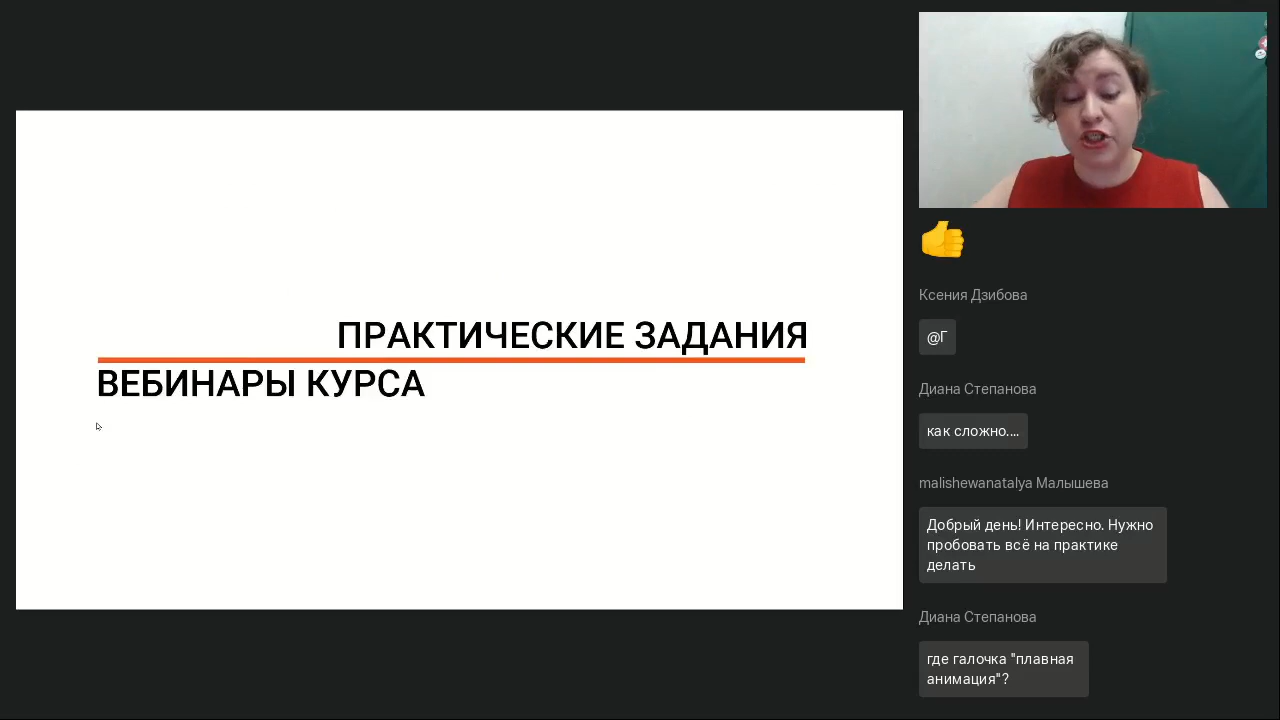 ПРАКТИЧЕСКИЕ ЗАДАНИЯ
ВЕБИНАРЫ КУРСА
Ксения Дзибова
@Г
Диана Степанова
как сложно....
malishewanatalya Малышева
Добрый день! Интересно. Нужно
пробовать всё на практике
делать
Диана Степанова
где галочка "плавная
анимация"?